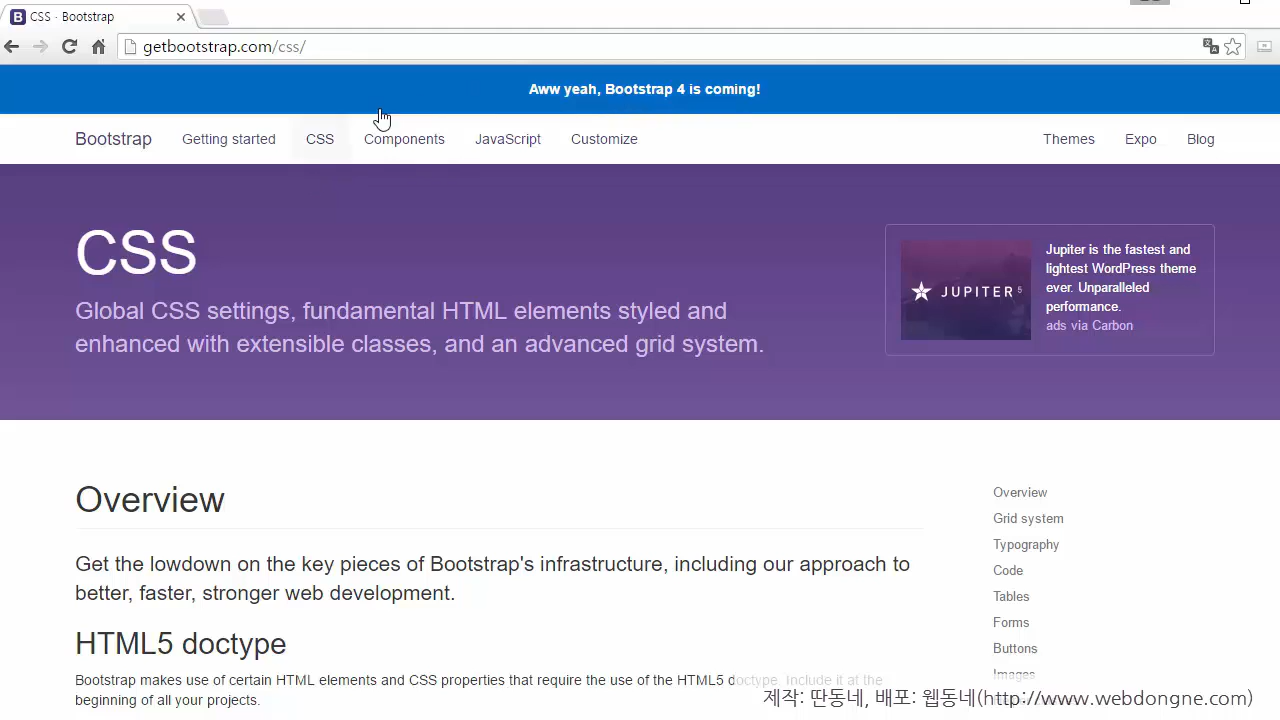 CSS · Bootstrap
getbootstrap.com/css/
Aww yeah, Bootstrap 4 is coming!
Bootstrap Getting started CSS Components JavaScript Customize Themes Expo Blog
CSS
Global CSS settings, fundamental HTML elements styled and
enhanced with extensible classes, and an advanced grid system.
JUPITER 5
Jupiter is the fastest and
lightest WordPress theme
ever. Unparalleled
performance.
ads via Carbon
Overview
Get the lowdown on the key pieces of Bootstrap's infrastructure, including our approach to
better, faster, stronger web development.
HTML5 doctype
Bootstrap makes use of certain HTML elements and CSS properties that require the use of the HTML5 doctype. Include it at the
beginning of all your projects.
Overview
Grid system
Typography
Code
Tables
Forms
Buttons
Images
제작: 딴동네, 배포: 웹동네(http://www.webdongne.com)